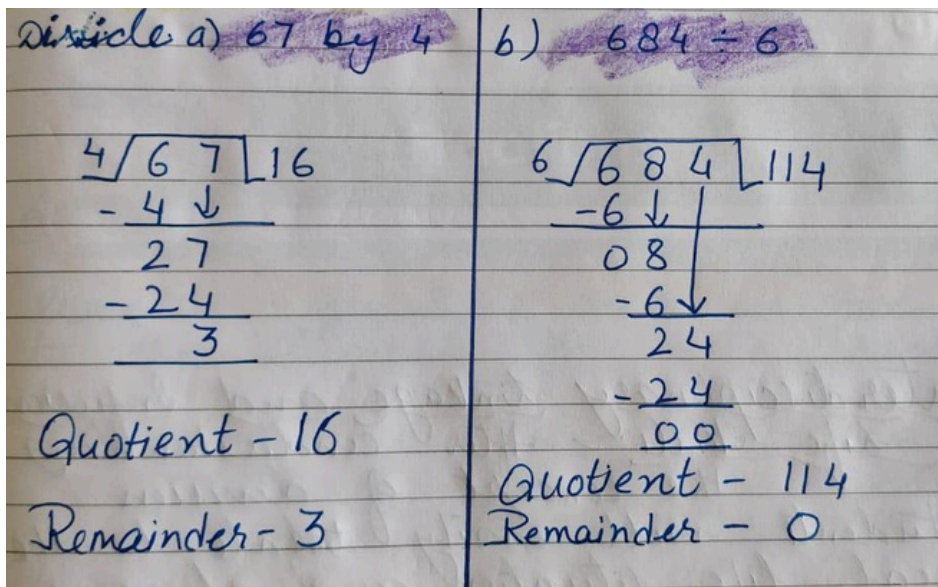 Divide a) 67 by 4
4 67 16
- 4 ↓
27
- 24
3
Quotient - 16
Remainder - 3
b) 684 ÷ 6
6 684 114
- 6 ↓
08
- 6 ↓
24
- 24
00
Quotient - 114
Remainder - 0